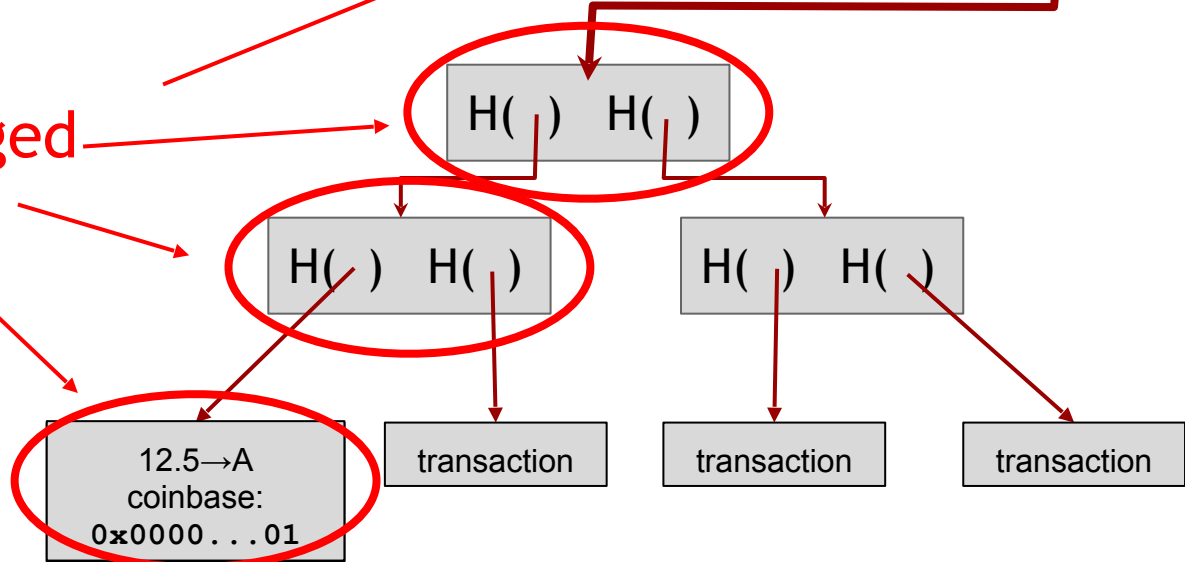 H( ) H( )
ged
H( ) H( )
H( ) H( )
12.5→A
coinbase:
0x0000...01
transaction
transaction
transaction